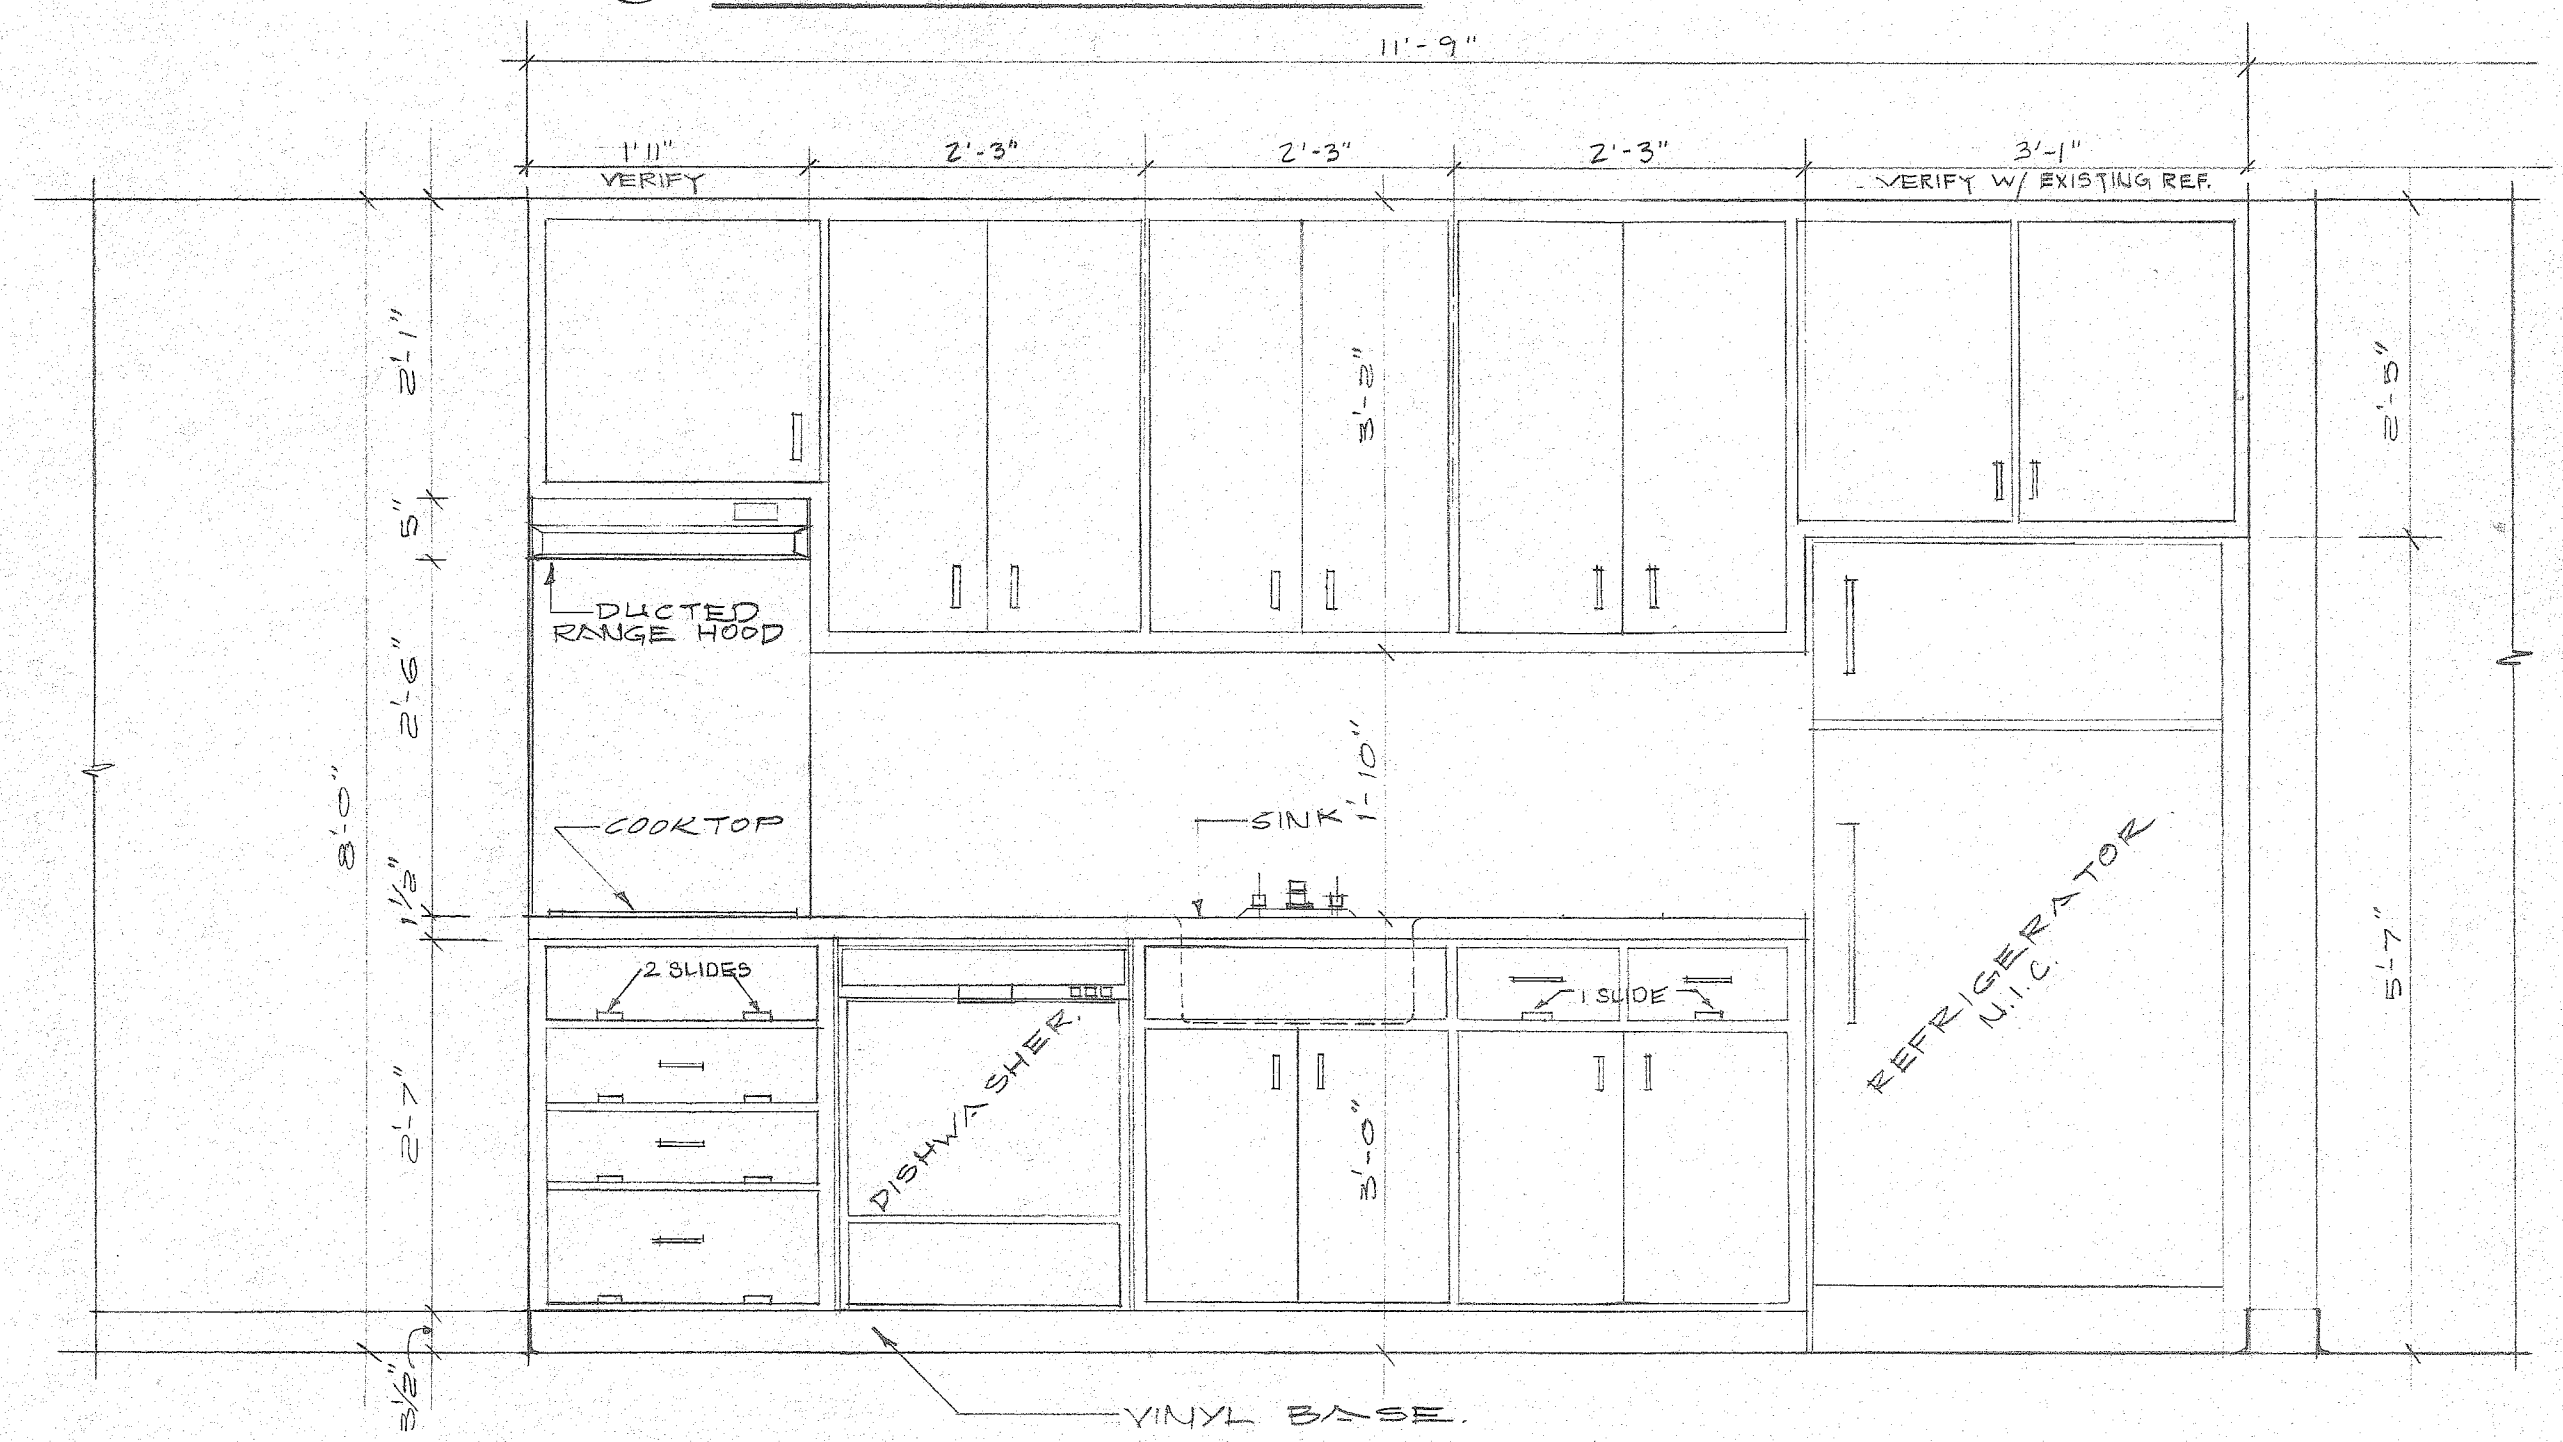 11'-9"
1'11"
VERIFY
2'-3"
2'-3"
2'-3"
3'-1"
VERIFY W/ EXISTING REF.
2'-1"
3'-2"
2'-5"
5"
DUCTED
RANGE HOOD
2'-6"
1'-10"
8'-0"
COOKTOP
SINK
1 1/2"
REFRIGERATOR
N.I.C.
5'-7"
2 SLIDES
1 SLIDE
DISHWASHER.
2'-7"
3'-0"
3 1/2"
VINYL BASE.